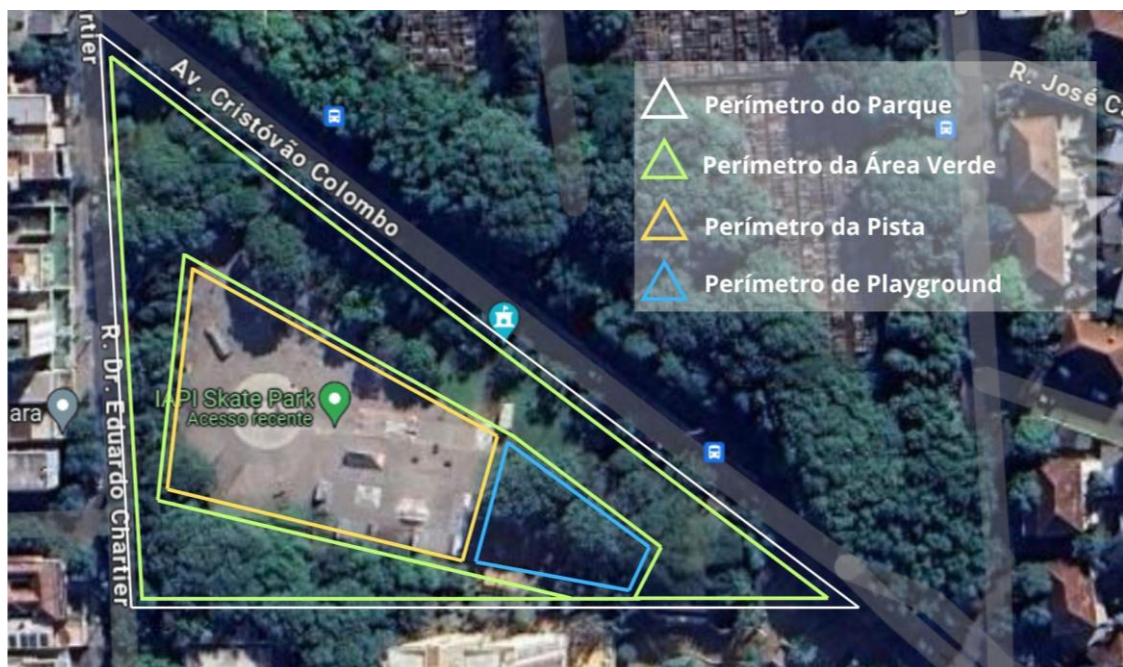 rtier
Av. Cristóvão Colombo
R. José C.
Perímetro do Parque
Perímetro da Área Verde
Perímetro da Pista
Perímetro de Playground
R. Dr. Eduardo Chartier
IAPI Skate Park
Acesso recente
ara